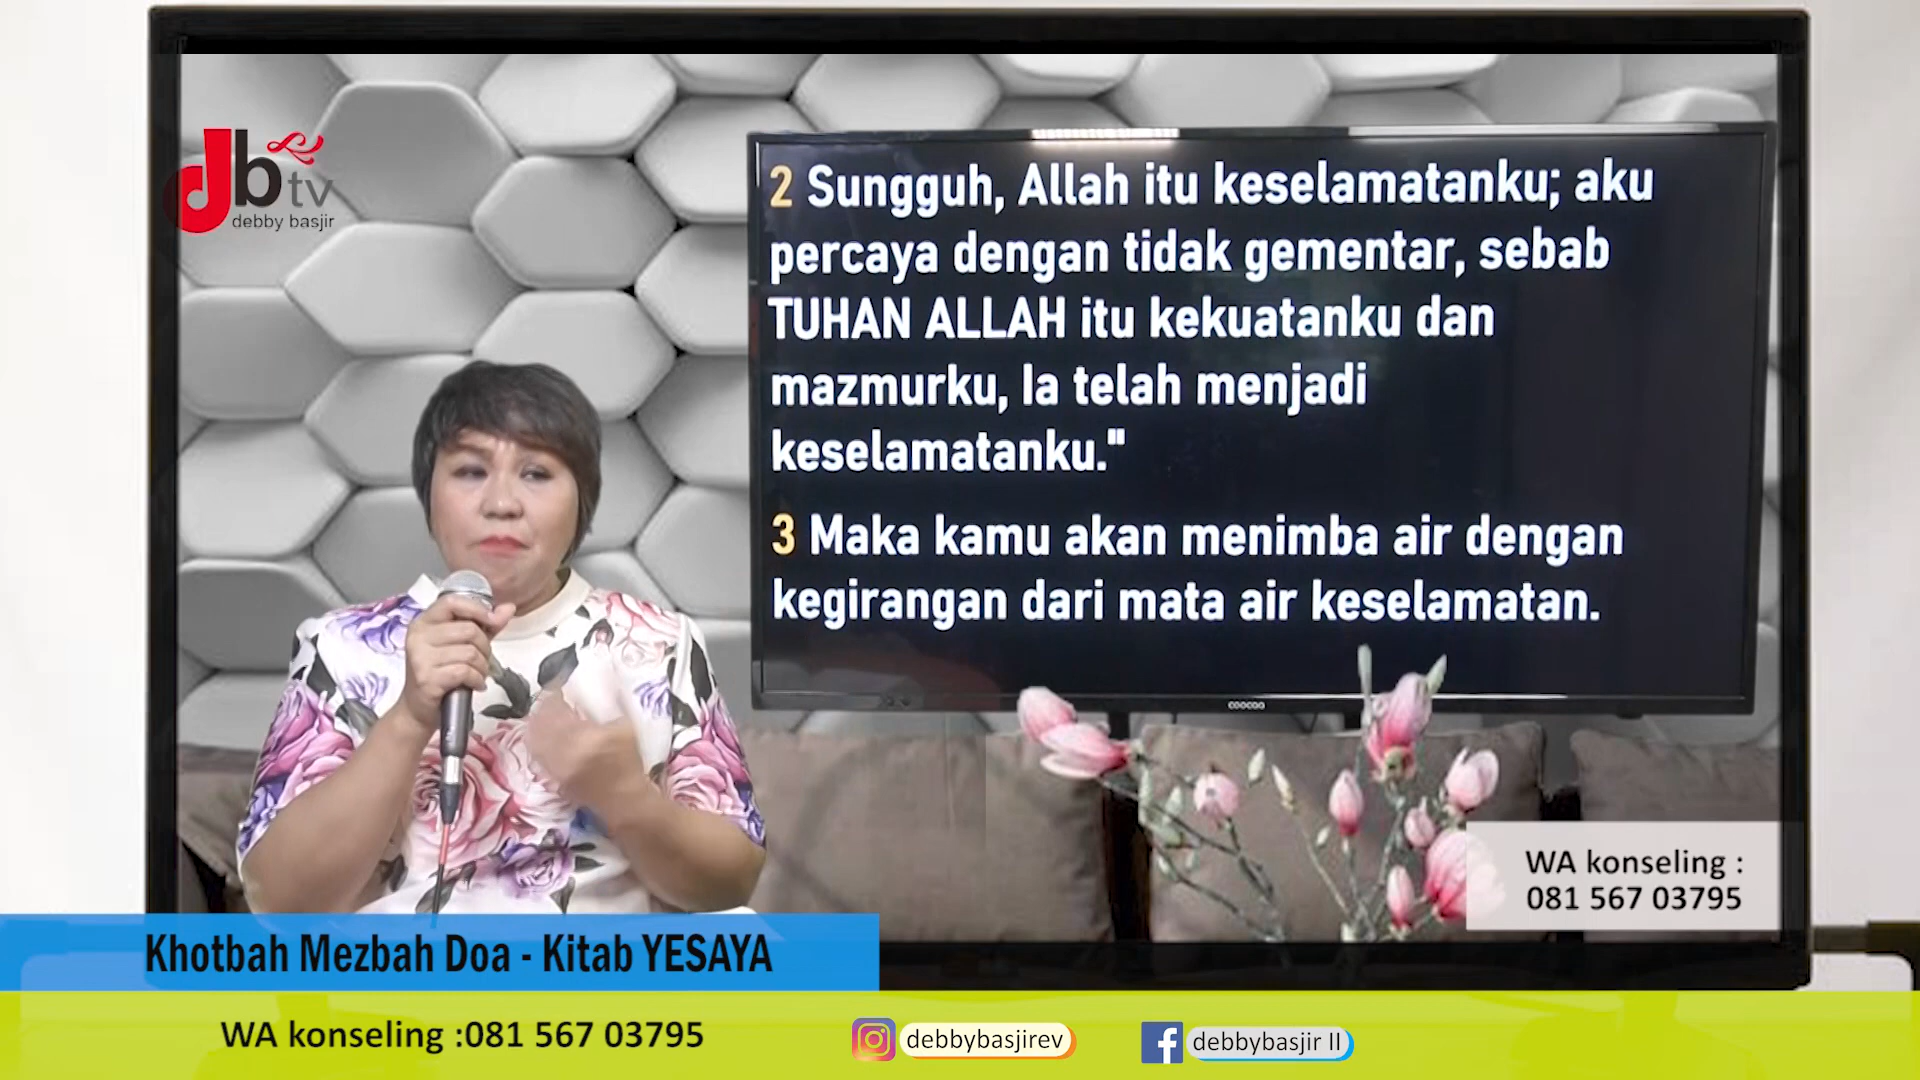 db tv
debby basjir
2 Sungguh, Allah itu keselamatanku; aku
percaya dengan tidak gementar, sebab
TUHAN ALLAH itu kekuatanku dan
mazmurku, Ia telah menjadi
keselamatanku."
3 Maka kamu akan menimba air dengan
kegirangan dari mata air keselamatan.
WA konseling :
081 567 03795
Khotbah Mezbah Doa - Kitab YESAYA
WA konseling :081 567 03795
debbybasjirev
debbybasjir II